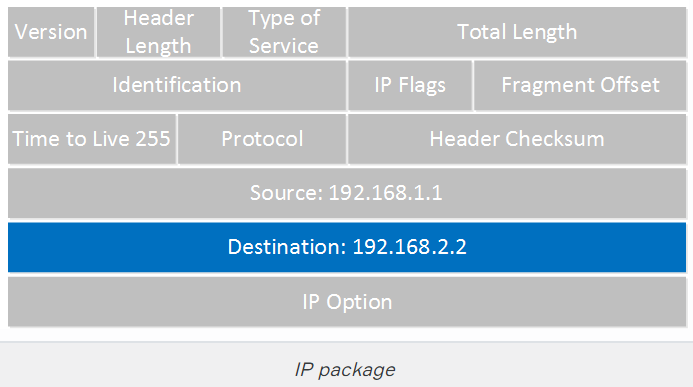 Version
Header
Length
Type of
Service
Total Length
Identification
IP Flags
Fragment Offset
Time to Live 255
Protocol
Header Checksum
Source: 192.168.1.1
Destination: 192.168.2.2
IP Option
IP package